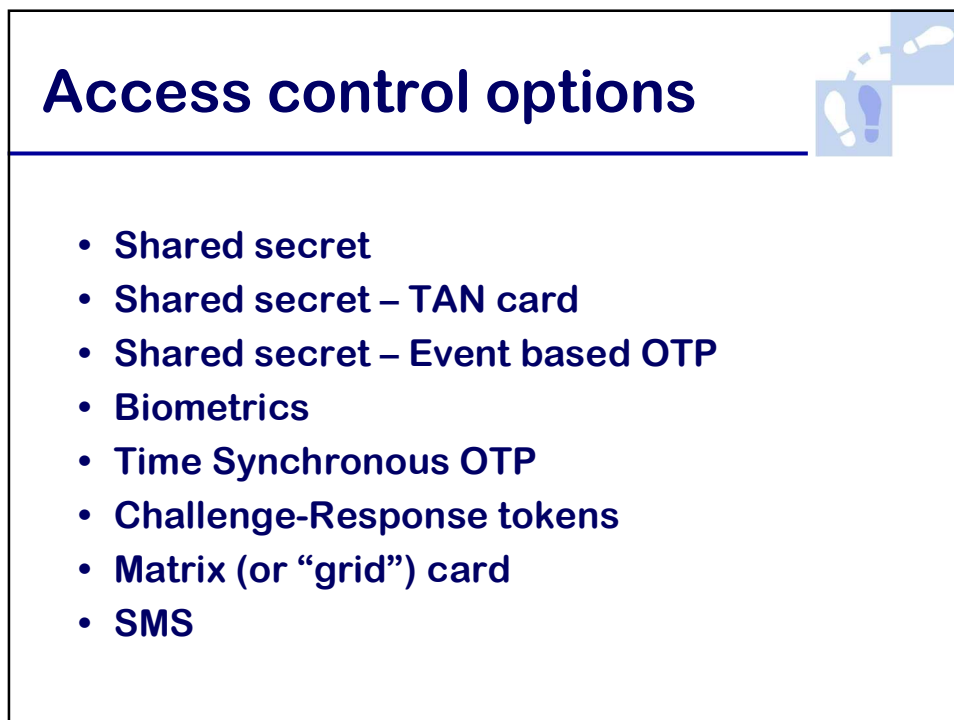 Access control options
• Shared secret
• Shared secret – TAN card
• Shared secret – Event based OTP
• Biometrics
• Time Synchronous OTP
• Challenge-Response tokens
• Matrix (or “grid”) card
• SMS